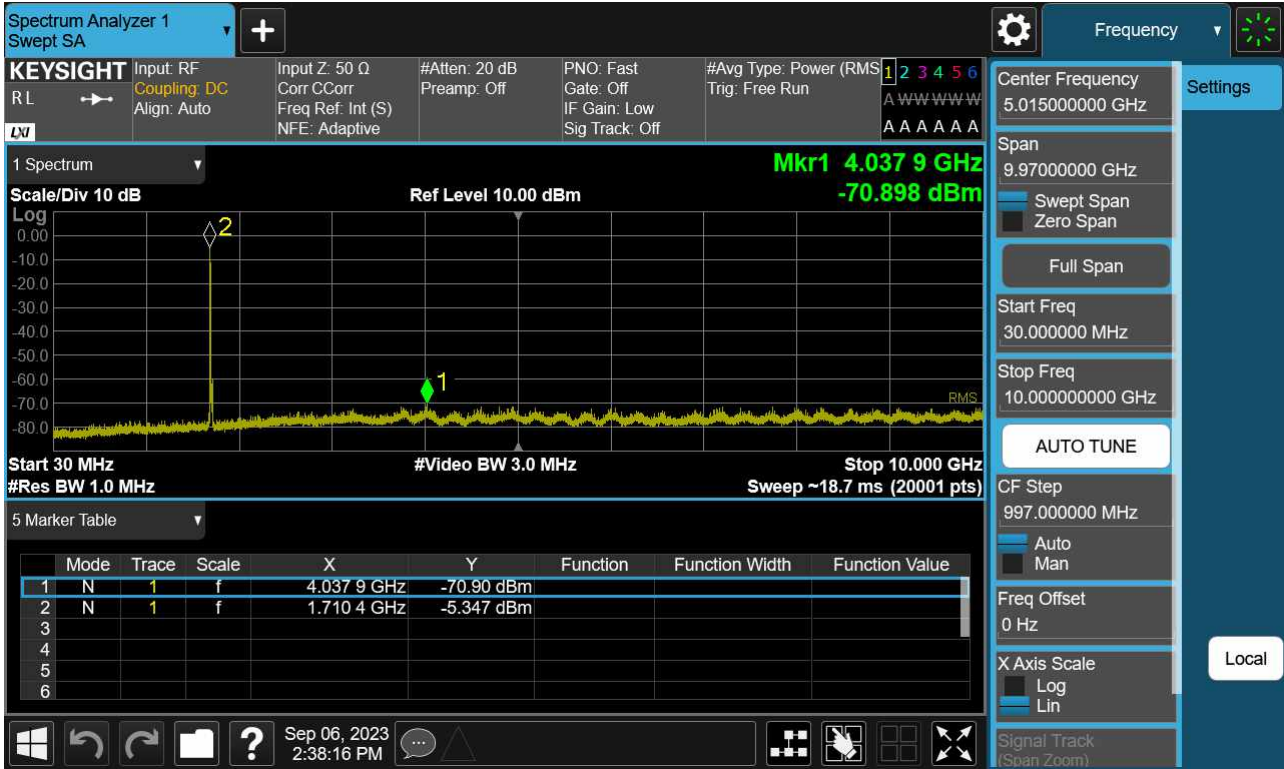 Spectrum Analyzer 1
Swept SA
+
Frequency
KEYSIGHT
R L
LXI
Input: RF
Coupling: DC
Align: Auto
Input Z: 50 Ω
Corr CCorr
Freq Ref: Int (S)
NFE: Adaptive
#Atten: 20 dB
Preamp: Off
PNO: Fast
Gate: Off
IF Gain: Low
Sig Track: Off
#Avg Type: Power (RMS
Trig: Free Run
1 2 3 4 5 6
A W W W W W
A A A A A A
Center Frequency
5.015000000 GHz
Settings
Span
9.97000000 GHz
Swept Span
Zero Span
Full Span
Start Freq
30.000000 MHz
Stop Freq
10.000000000 GHz
AUTO TUNE
CF Step
997.000000 MHz
Auto
Man
Freq Offset
0 Hz
X Axis Scale
Log
Lin
Signal Track
(Span Zoom)
Local
1 Spectrum
Mkr1 4.037 9 GHz
-70.898 dBm
Scale/Div 10 dB
Ref Level 10.00 dBm
Log
0.00
-10.0
-20.0
-30.0
-40.0
-50.0
-60.0
-70.0
-80.0
2
1
RMS
Start 30 MHz
#Video BW 3.0 MHz
Stop 10.000 GHz
#Res BW 1.0 MHz
Sweep ~18.7 ms (20001 pts)
5 Marker Table
Mode Trace Scale X Y Function Function Width Function Value
1 N 1 f 4.037 9 GHz -70.90 dBm
2 N 1 f 1.710 4 GHz -5.347 dBm
3
4
5
6
?
Sep 06, 2023
2:38:16 PM